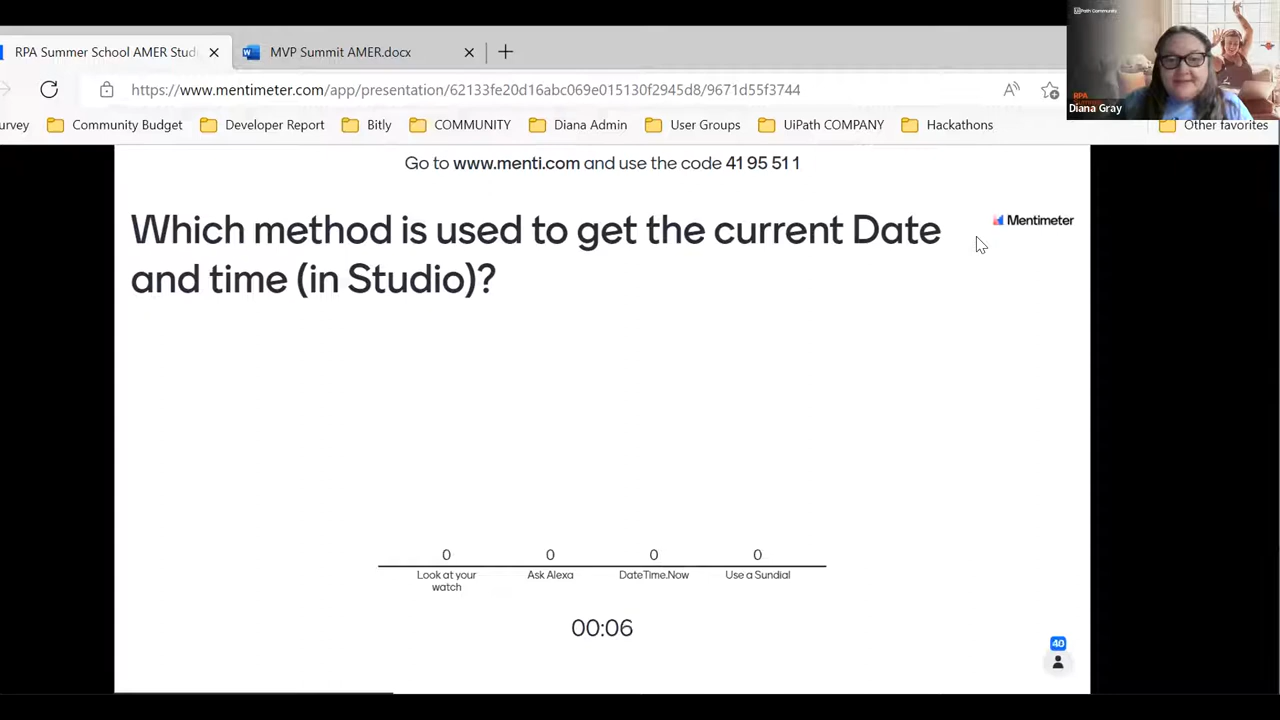 RPA Summer School AMER Stud
MVP Summit AMER.docx
https://www.mentimeter.com/app/presentation/62133fe20d16abc069e015130f2945d8/9671d55f3744
urvey
Community Budget
Developer Report
Bitly
COMMUNITY
Diana Admin
User Groups
UiPath COMPANY
Hackathons
Other favorites
UiPath Community
RPA
Diana Gray
Go to www.menti.com and use the code 41 95 51 1
Mentimeter
Which method is used to get the current Date
and time (in Studio)?
0 0 0 0
Look at your
watch
Ask Alexa
DateTime.Now
Use a Sundial
00:06
40